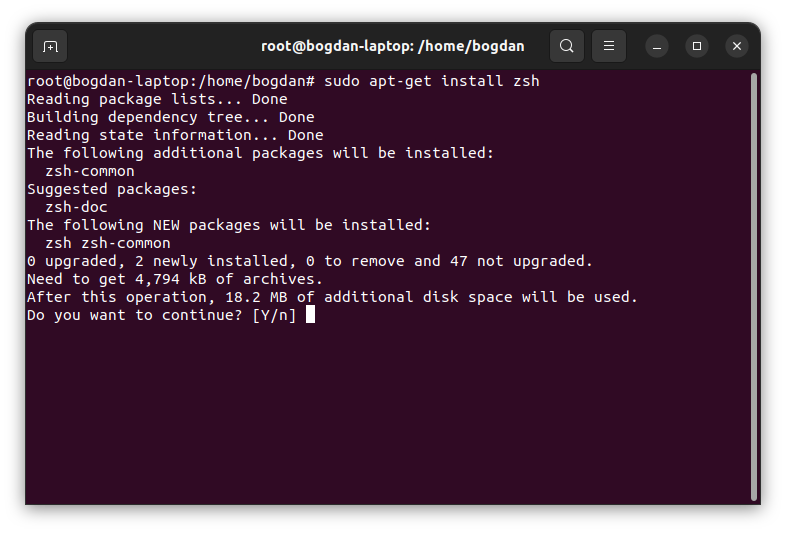 root@bogdan-laptop: /home/bogdan
root@bogdan-laptop:/home/bogdan# sudo apt-get install zsh
Reading package lists... Done
Building dependency tree... Done
Reading state information... Done
The following additional packages will be installed:
  zsh-common
Suggested packages:
  zsh-doc
The following NEW packages will be installed:
  zsh zsh-common
0 upgraded, 2 newly installed, 0 to remove and 47 not upgraded.
Need to get 4,794 kB of archives.
After this operation, 18.2 MB of additional disk space will be used.
Do you want to continue? [Y/n]